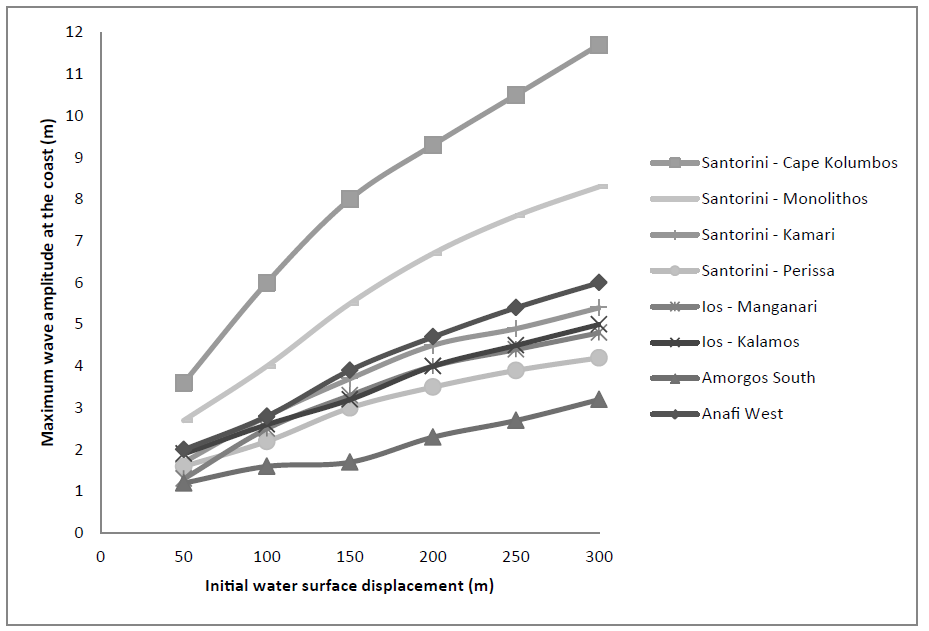 Maximum wave amplitude at the coast (m)
12
11
10
9
8
7
6
5
4
3
2
1
0
0 50 100 150 200 250 300
Initial water surface displacement (m)
Santorini - Cape Kolumbos
Santorini - Monolithos
Santorini - Kamari
Santorini - Perissa
Ios - Manganari
Ios - Kalamos
Amorgos South
Anafi West